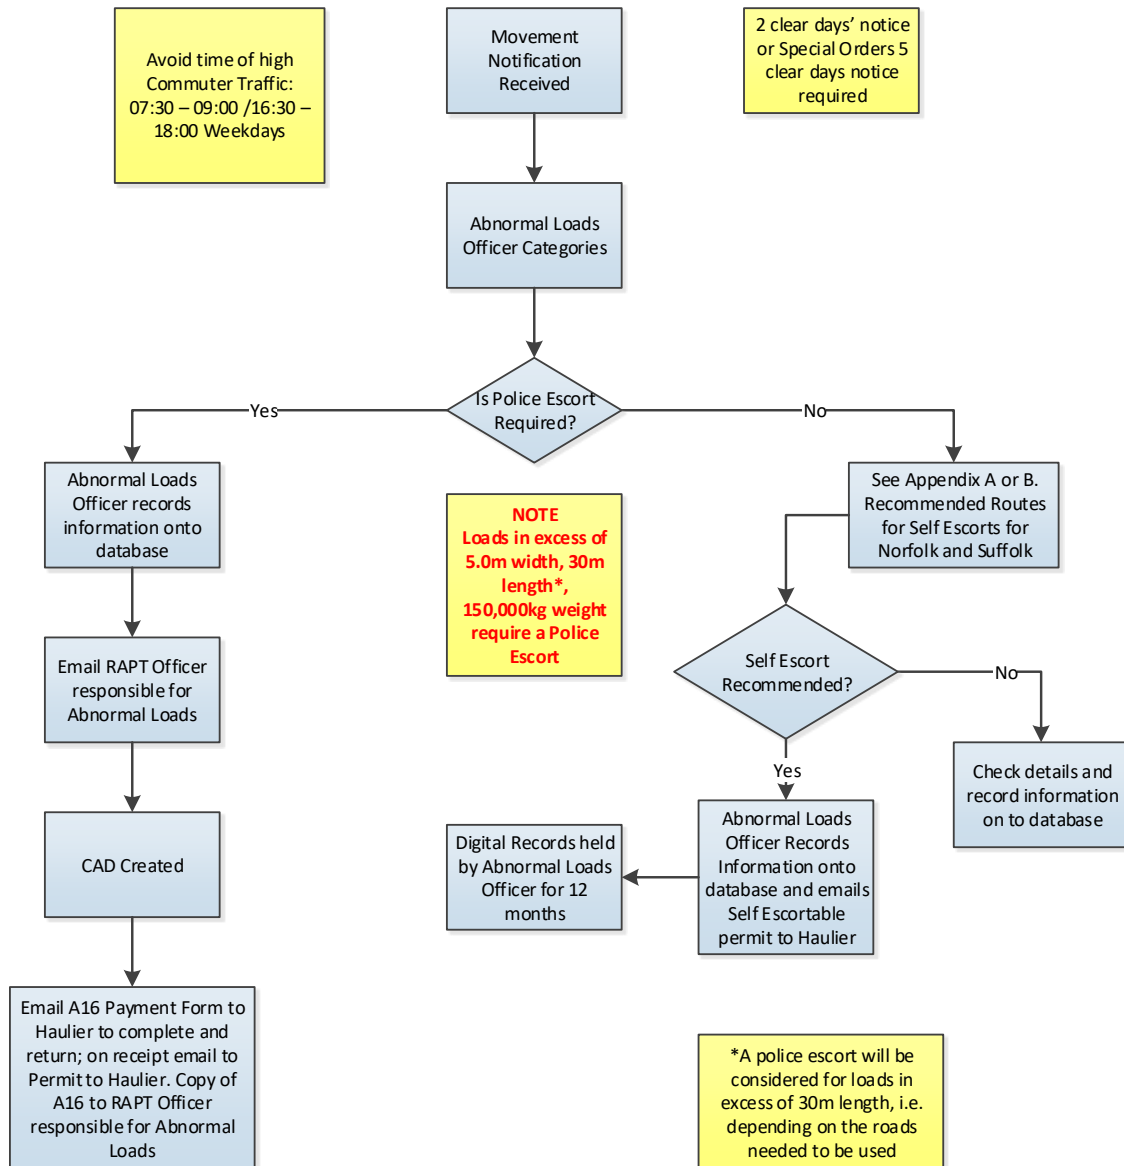 Avoid time of high
Commuter Traffic:
07:30 – 09:00 /16:30 –
18:00 Weekdays
Movement
Notification
Received
2 clear days’ notice
or Special Orders 5
clear days notice
required
Abnormal Loads
Officer Categories
Is Police Escort
Required?
Yes
No
Abnormal Loads
Officer records
information onto
database
NOTE
Loads in excess of
5.0m width, 30m
length*,
150,000kg weight
require a Police
Escort
See Appendix A or B.
Recommended Routes
for Self Escorts for
Norfolk and Suffolk
Email RAPT Officer
responsible for
Abnormal Loads
Self Escort
Recommended?
No
Yes
Check details and
record information
on to database
CAD Created
Digital Records held
by Abnormal Loads
Officer for 12
months
Abnormal Loads
Officer Records
Information onto
database and emails
Self Escortable
permit to Haulier
Email A16 Payment Form to
Haulier to complete and
return; on receipt email to
Permit to Haulier. Copy of
A16 to RAPT Officer
responsible for Abnormal
Loads
*A police escort will be
considered for loads in
excess of 30m length, i.e.
depending on the roads
needed to be used